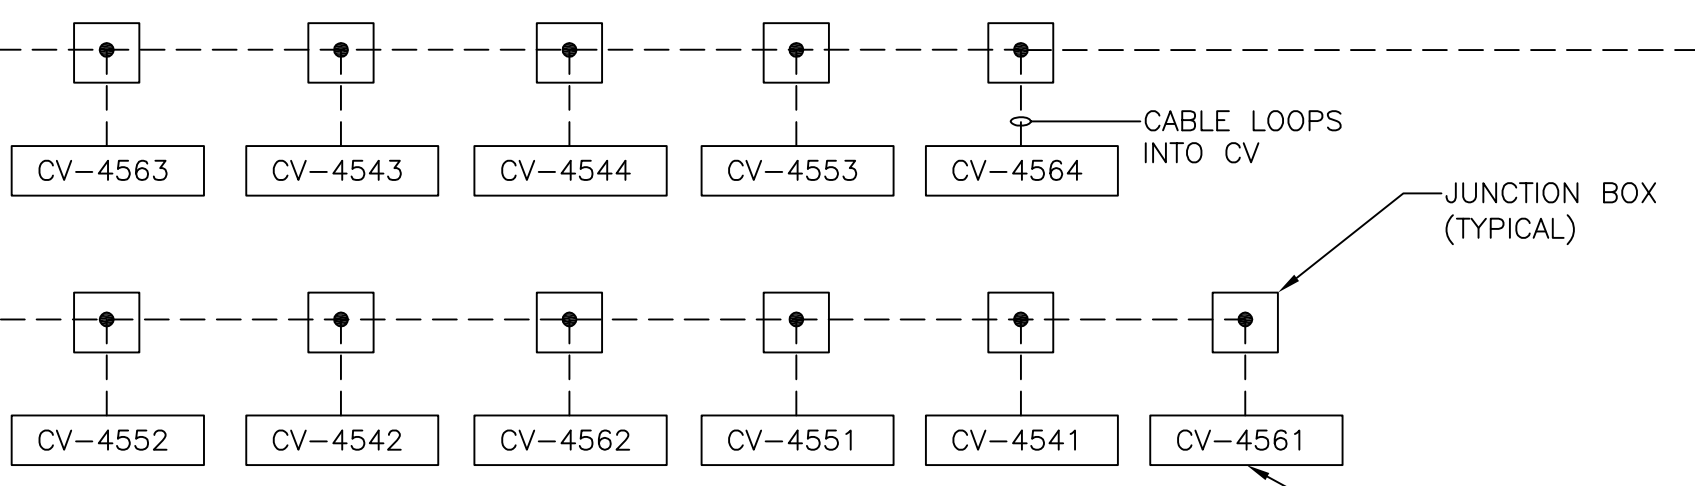 CV-4563 CV-4543 CV-4544 CV-4553 CV-4564
CABLE LOOPS
INTO CV
JUNCTION BOX
(TYPICAL)
CV-4552 CV-4542 CV-4562 CV-4551 CV-4541 CV-4561